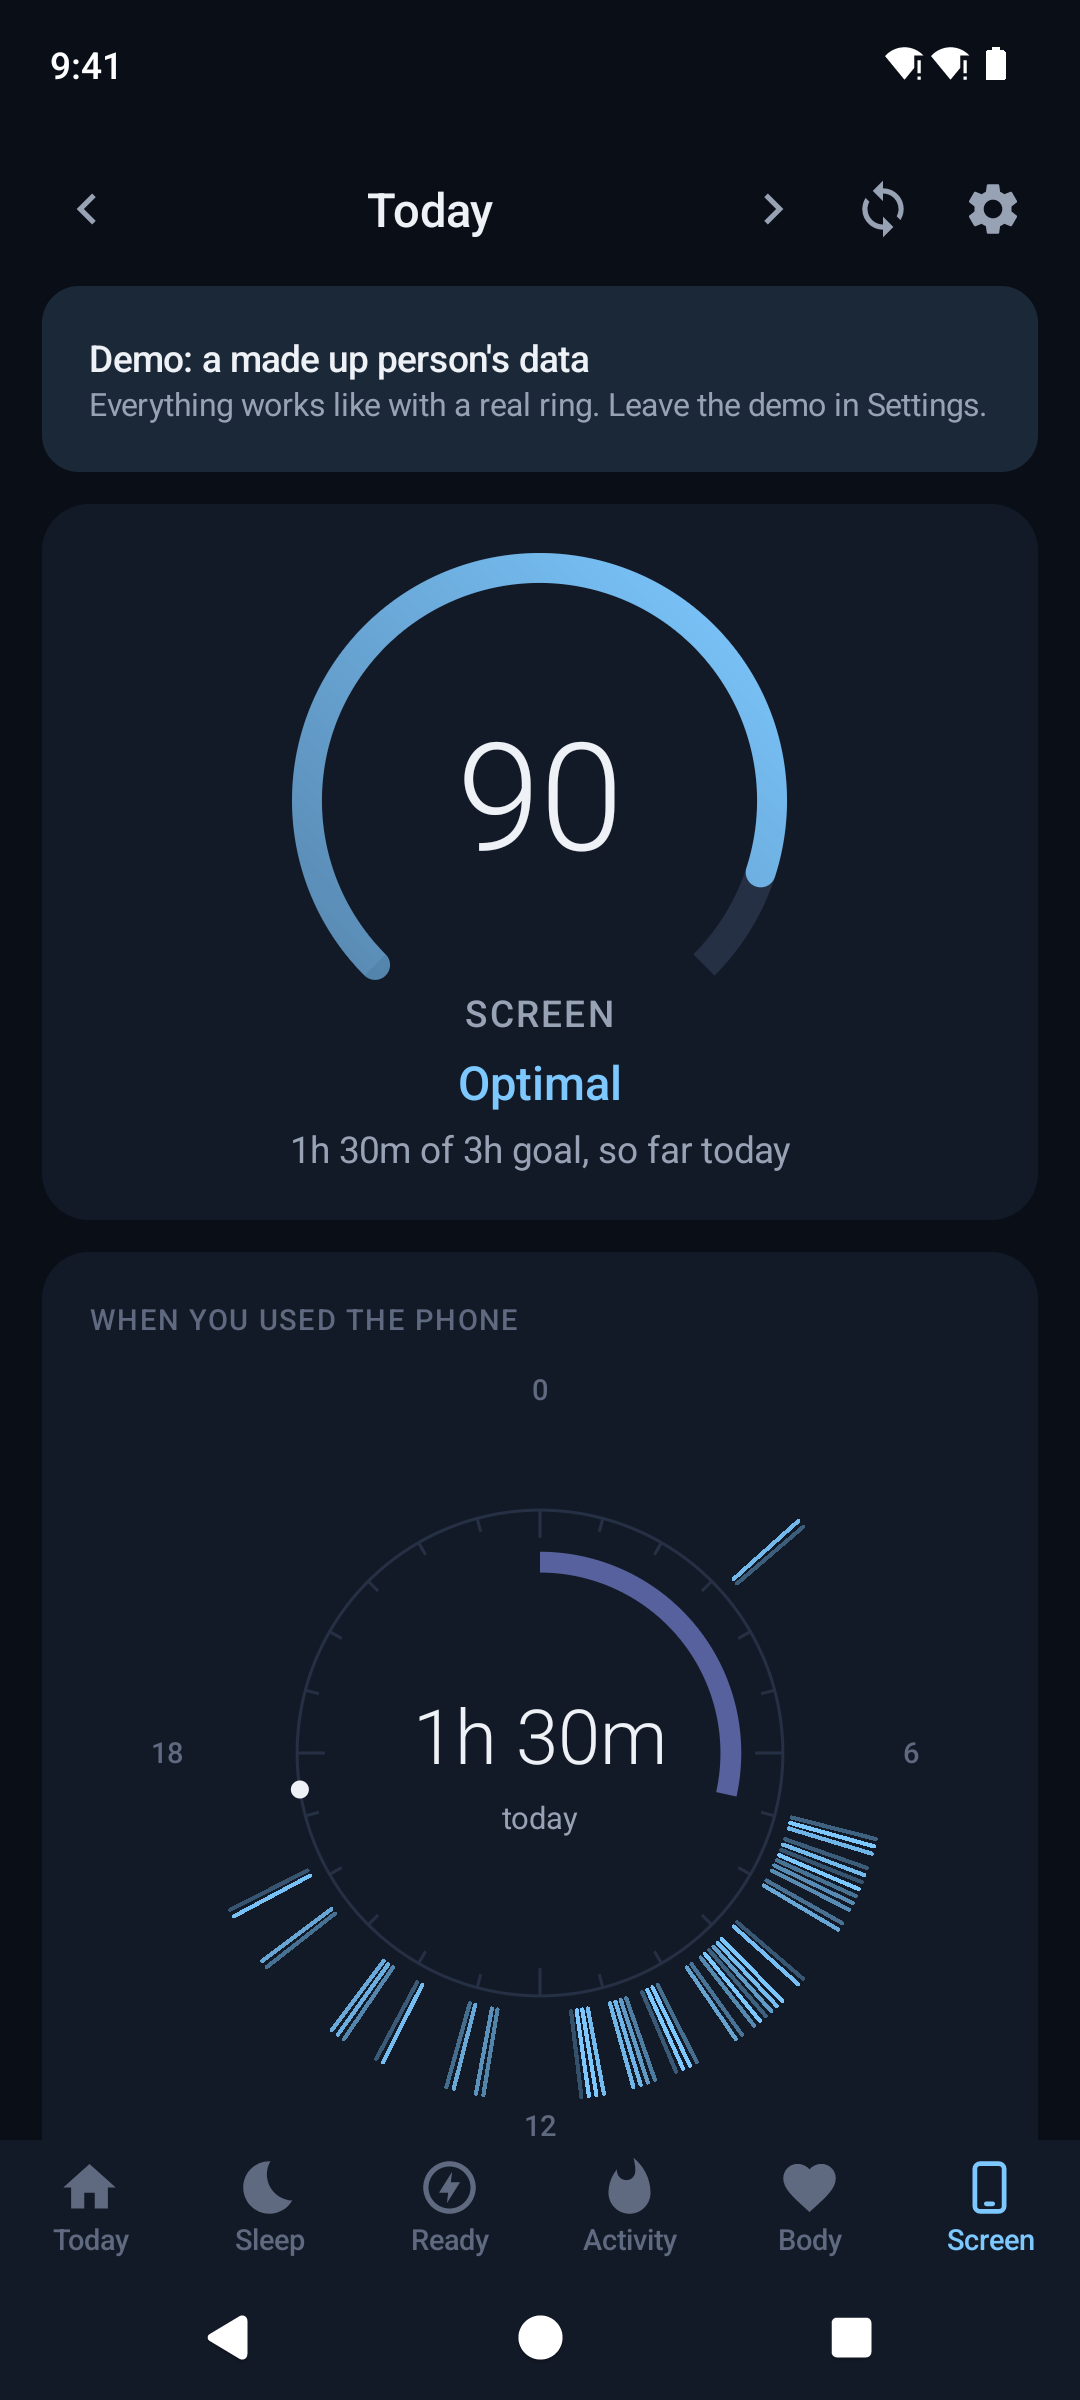 9:41
Today
Demo: a made up person's data
Everything works like with a real ring. Leave the demo in Settings.
90
SCREEN
Optimal
1h 30m of 3h goal, so far today
WHEN YOU USED THE PHONE
0
18
1h 30m
6
today
12
Today
Sleep
Ready
Activity
Body
Screen